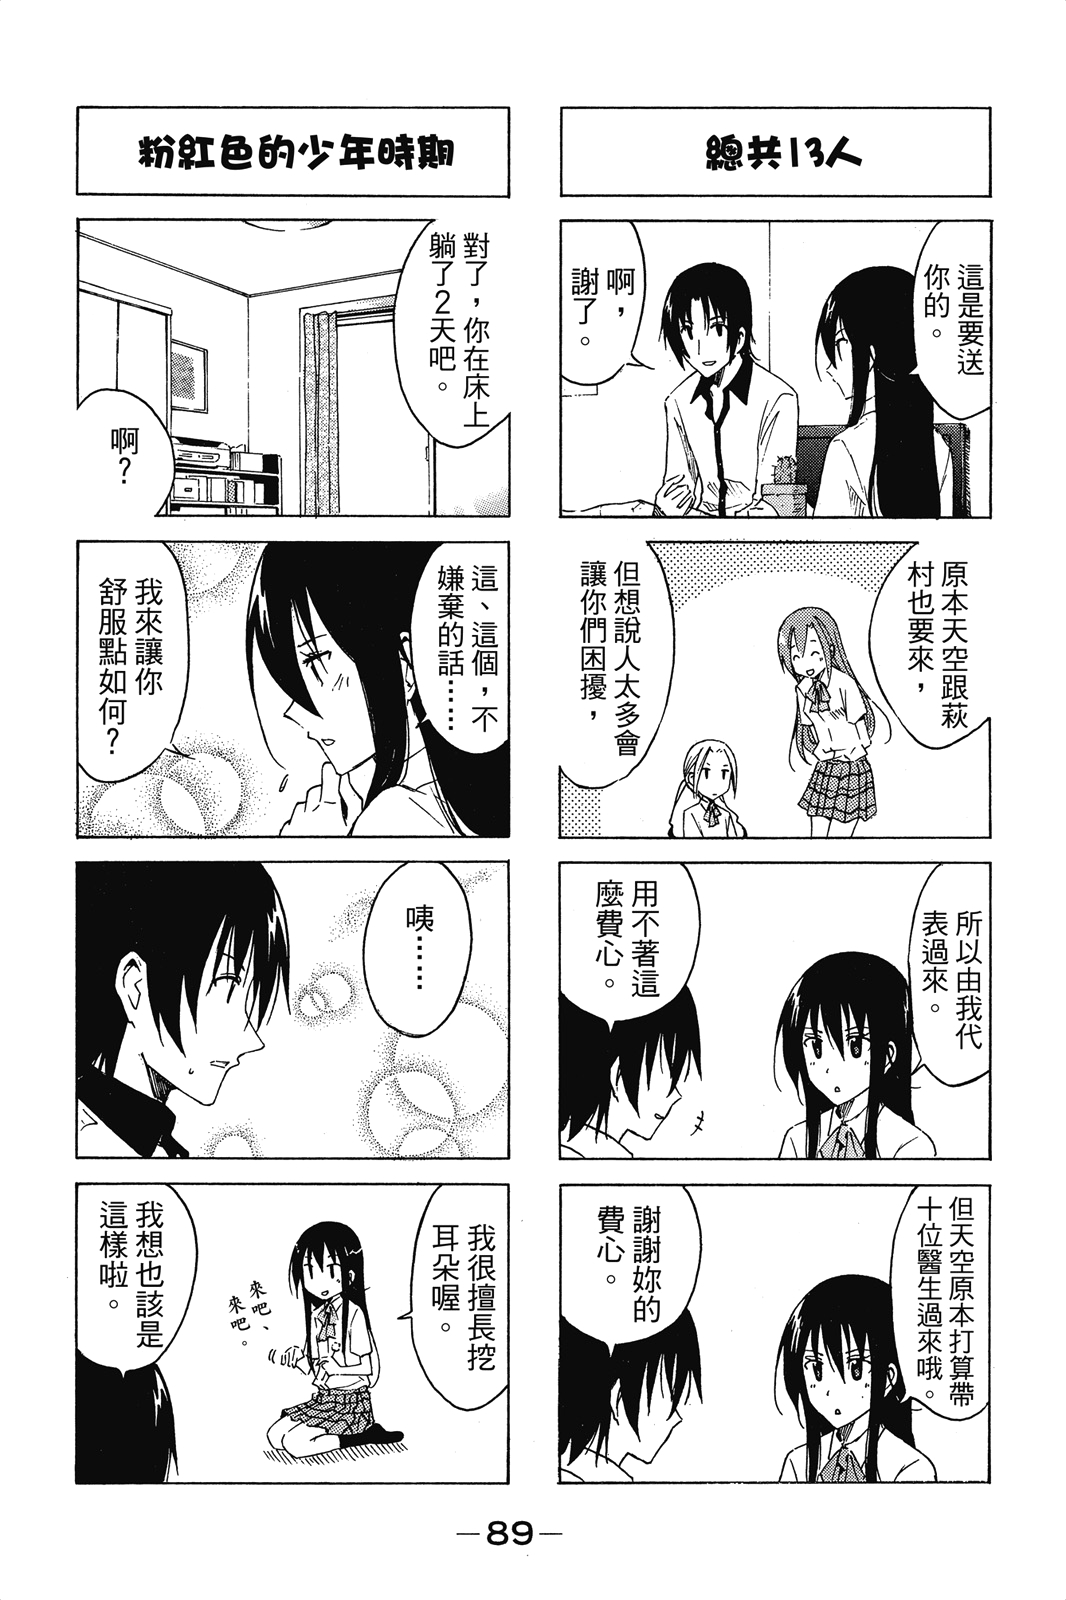 總共13人
這是要送
你的。
啊，
謝了。
原本天空跟萩
村也要來，
但想說人太多會
讓你們困擾，
所以由我代
表過來。
用不著這
麼費心。
但天空原本打算帶
十位醫生過來哦。
謝謝妳的
費心。
粉紅色的少年時期
對了，你在床上
躺了2天吧。
啊？
這、這個，不
嫌棄的話……
我來讓你
舒服點如何？
咦……
我很擅長挖
耳朵喔。
來吧、
來吧。
我想也該是
這樣啦。
—89—